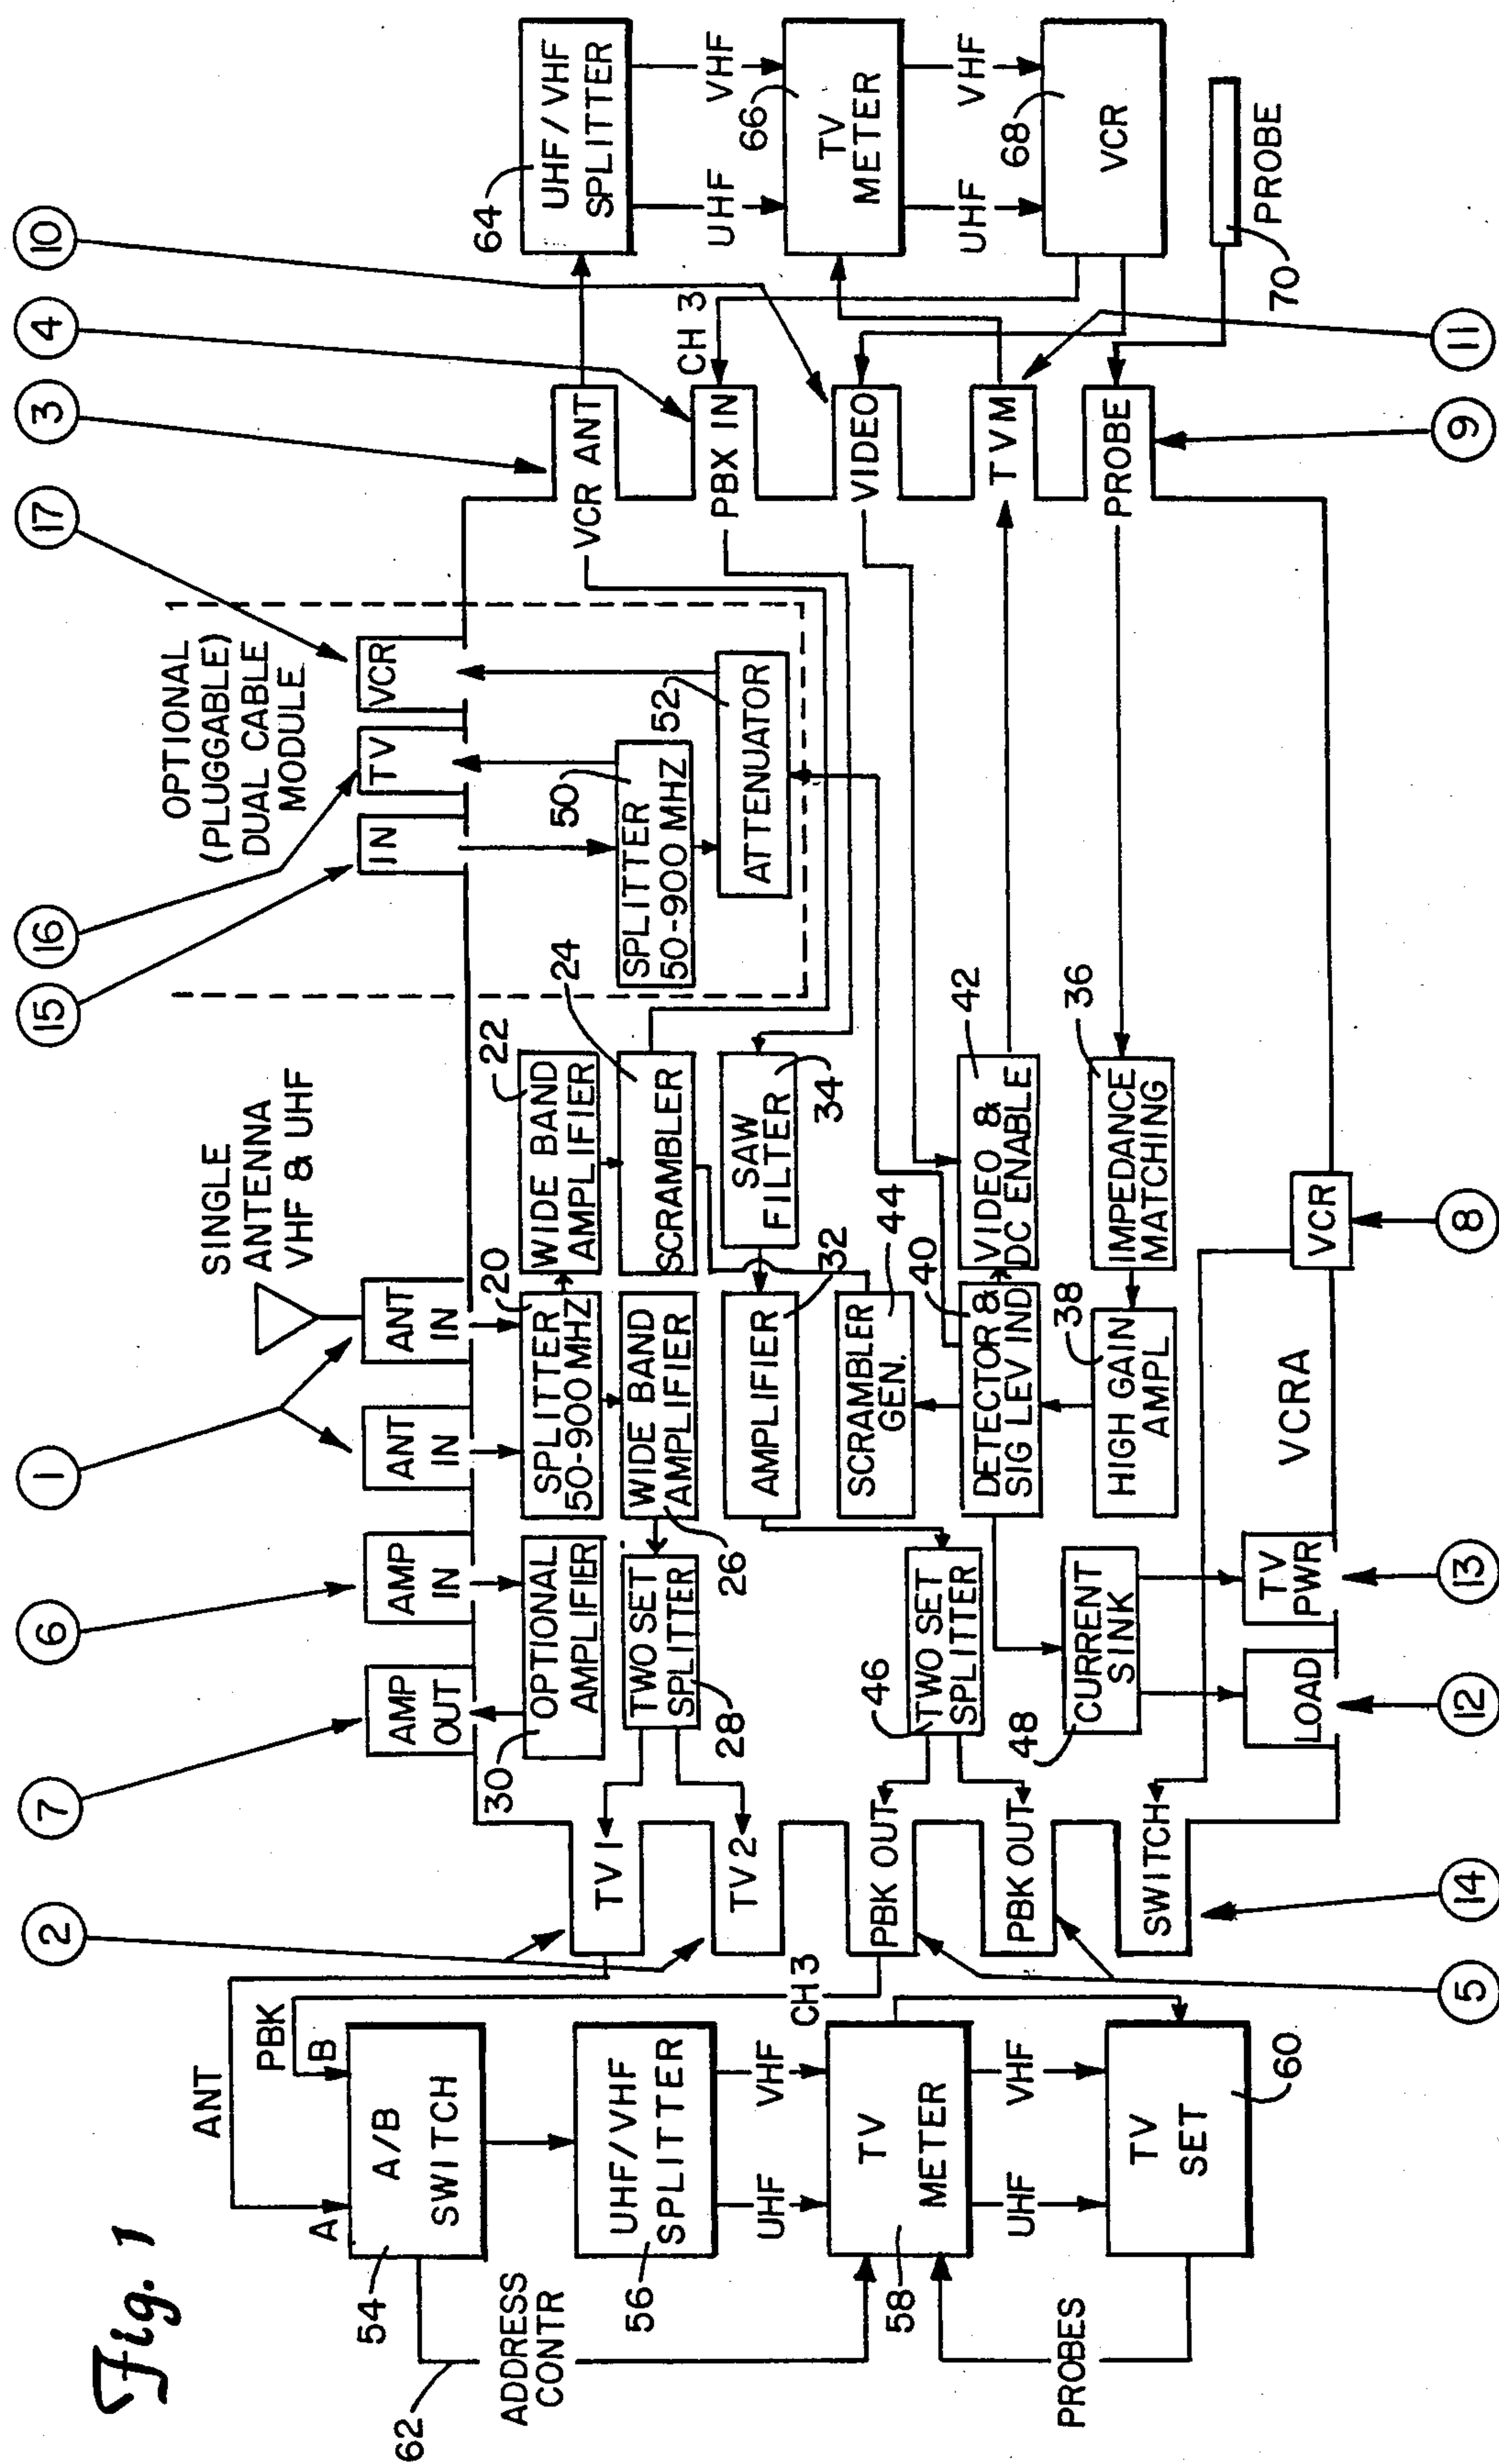 Fig. 1
7
6
1
15
16
17
3
4
10
2
SINGLE
ANTENNA
VHF & UHF
OPTIONAL
(PLUGGABLE)
DUAL CABLE
MODULE
AMP
OUT
AMP
IN
ANT
IN
ANT
IN
IN
TV
VCR
30
OPTIONAL
AMPLIFIER
20
SPLITTER
50-900 MHZ
22
WIDE BAND
AMPLIFIER
TWO SET
SPLITTER
28
WIDE BAND
AMPLIFIER
26
24
SCRAMBLER
50
SPLITTER
50-900 MHZ
52
ATTENUATOR
AMPLIFIER
32
SAW
FILTER
34
46
TWO SET
SPLITTER
SCRAMBLER
GEN.
44
40
DETECTOR &
SIG LEV IND
42
VIDEO &
DC ENABLE
48
CURRENT
SINK
38
HIGH GAIN
AMPL
36
IMPEDANCE
MATCHING
VCRA
LOAD
TV
PWR
VCR
TV 1
TV 2
PBK OUT
PBK OUT
SWITCH
VCR ANT
PBX IN
VIDEO
TVM
PROBE
ANT
PBK
A
B
A/B
SWITCH
54
62
ADDRESS
CONTR
56
UHF/VHF
SPLITTER
UHF
VHF
CH 3
58
TV
METER
UHF
VHF
TV
SET
60
PROBES
64
UHF/VHF
SPLITTER
UHF
VHF
CH 3
66
TV
METER
UHF
VHF
68
VCR
70
PROBE
5
14
12
13
8
9
11